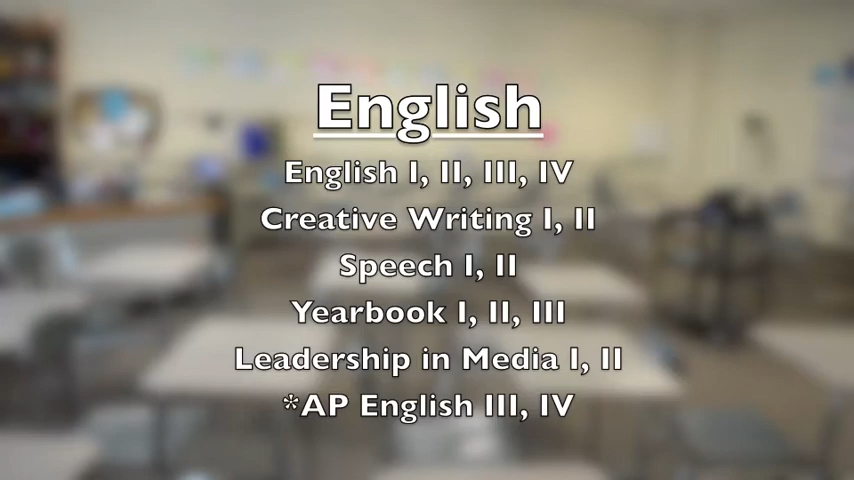 English
English I, II, III, IV
Creative Writing I, II
Speech I, II
Yearbook I, II, III
Leadership in Media I, II
*AP English III, IV